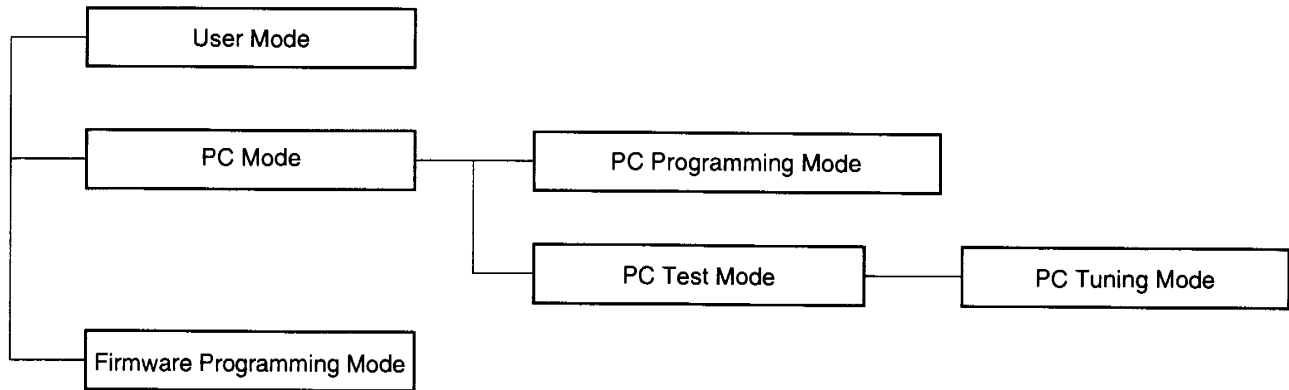 User Mode
PC Mode
PC Programming Mode
PC Test Mode
PC Tuning Mode
Firmware Programming Mode